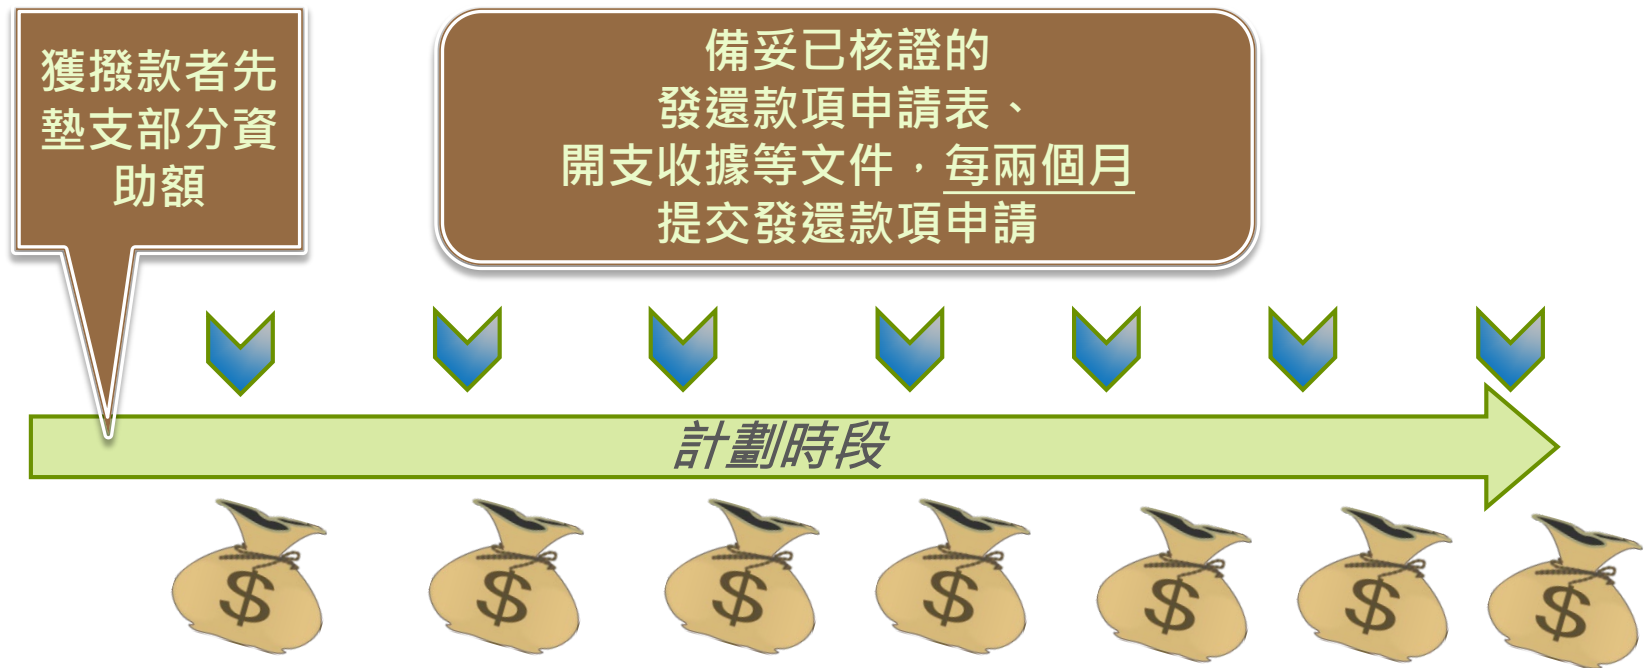 獲撥款者先
墊支部分資
助額
備妥已核證的
發還款項申請表、
開支收據等文件，每兩個月
提交發還款項申請
計劃時段
$
$
$
$
$
$
$